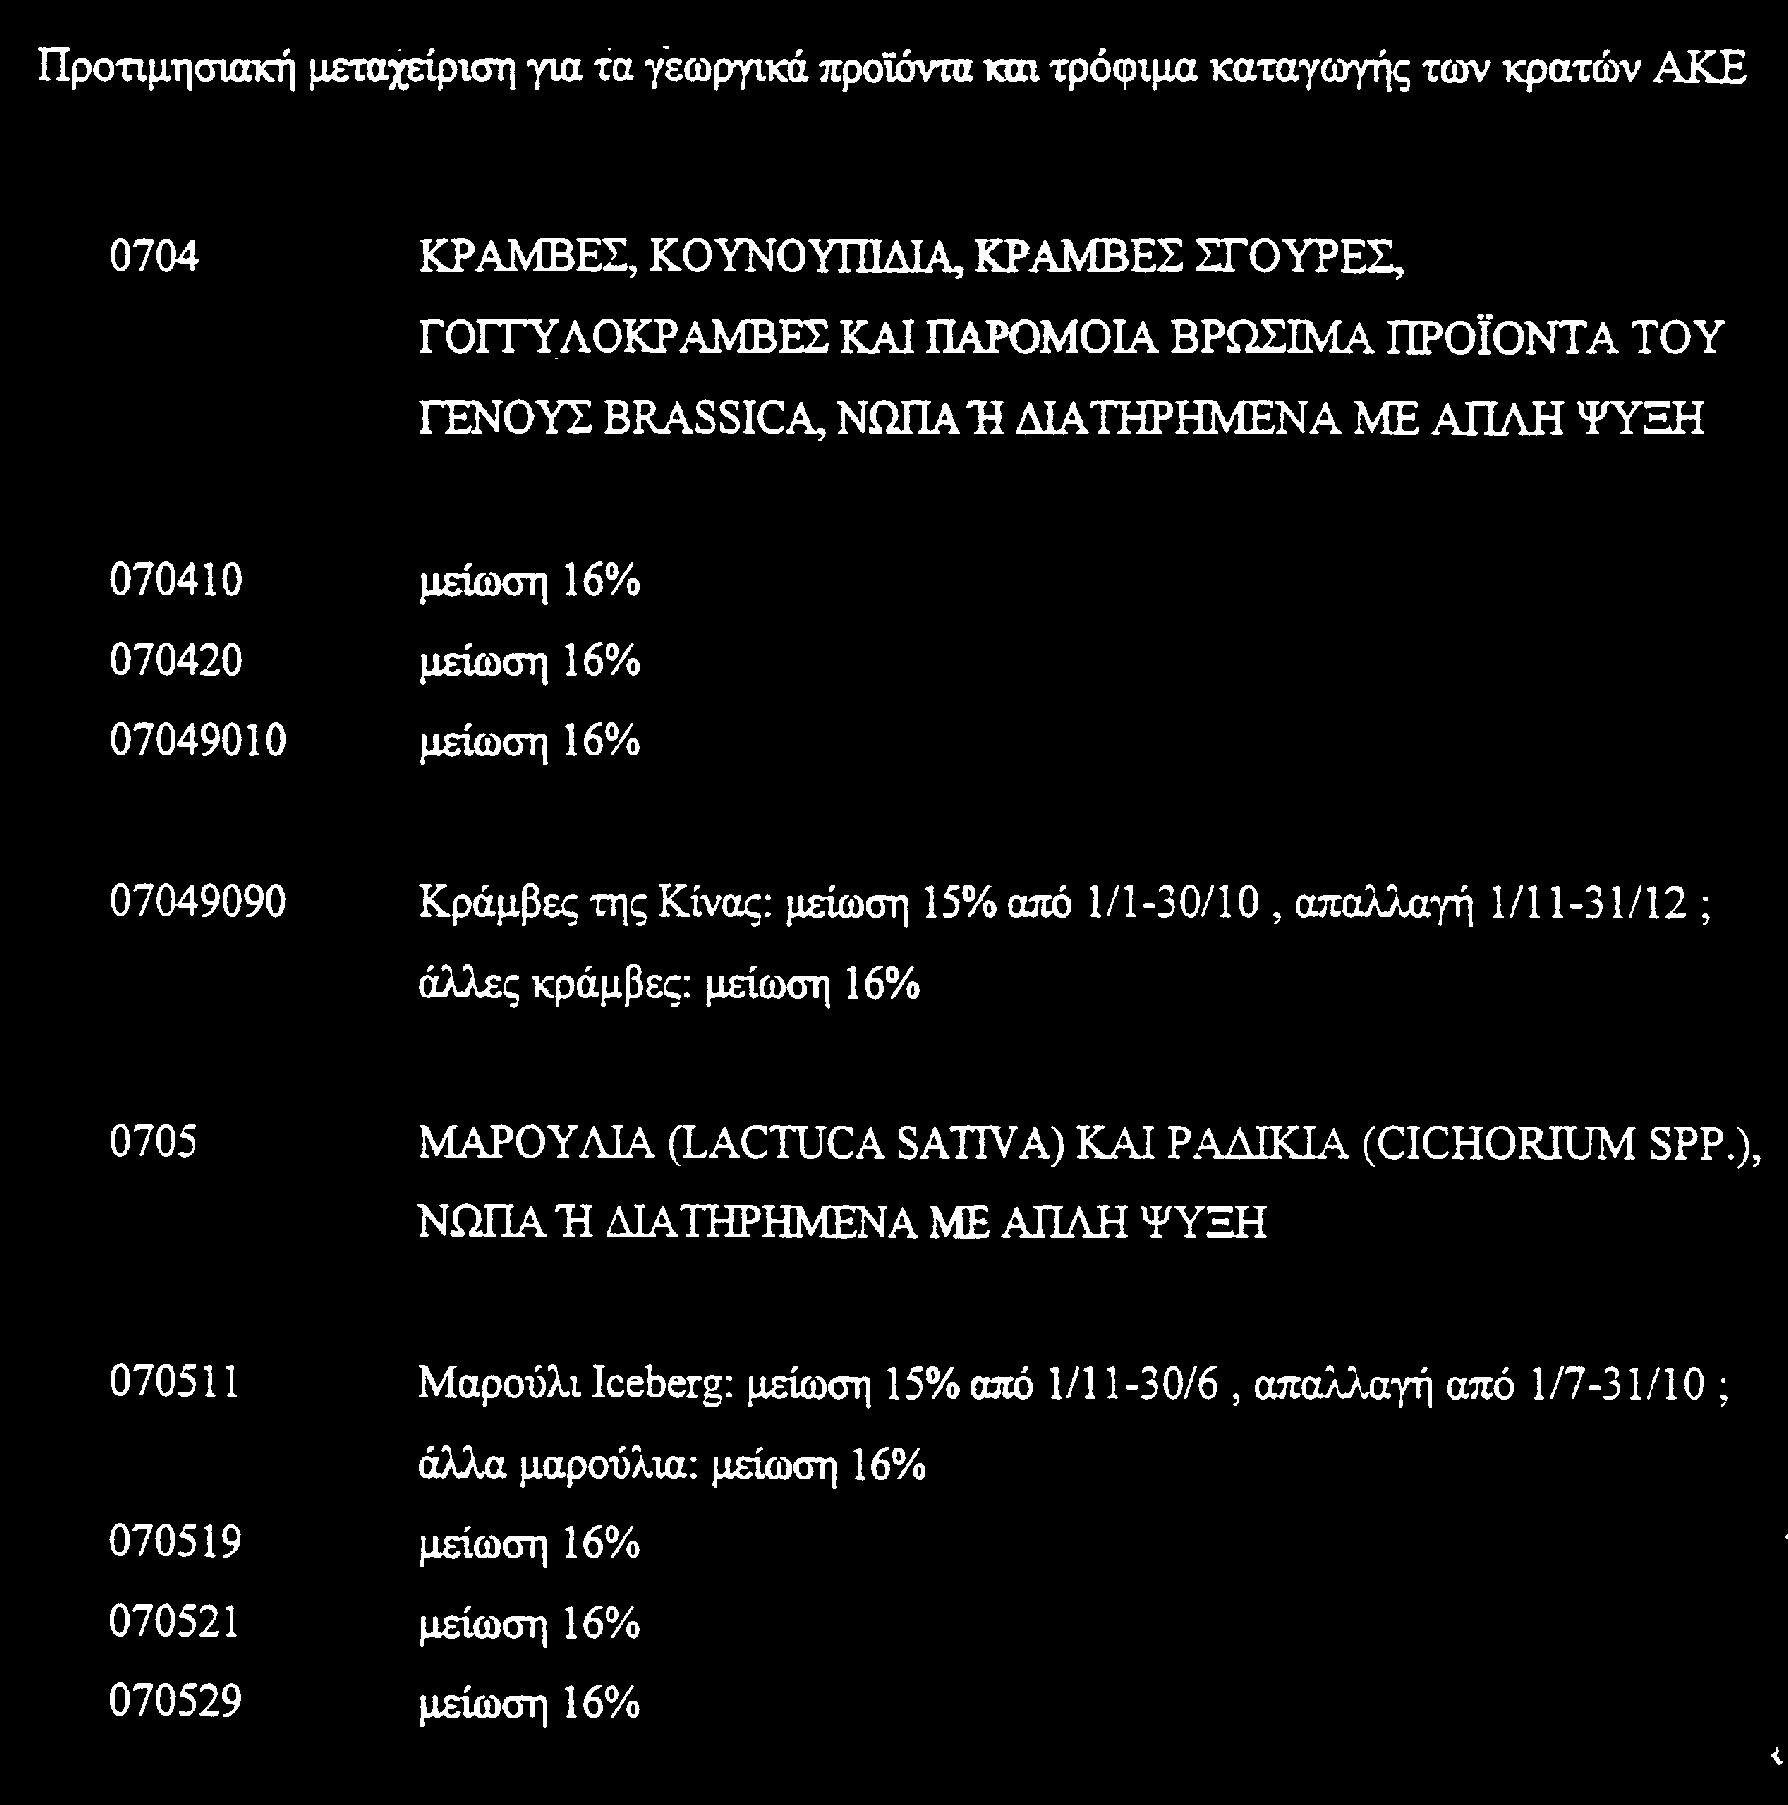 Προτιμησιακή μεταχείριση για τα γεωργικά προϊόντα και τρόφιμα καταγωγής των κρατών ΑΚΕ
0704 ΚΡΑΜΒΕΣ, ΚΟΥΝΟΥΠΙΔΙΑ, ΚΡΑΜΒΕΣ ΣΓΟΥΡΕΣ,
ΓΟΓΓΥΛΟΚΡΑΜΒΕΣ ΚΑΙ ΠΑΡΟΜΟΙΑ ΒΡΩΣΙΜΑ ΠΡΟΪΟΝΤΑ ΤΟΥ
ΓΕΝΟΥΣ BRASSICA, ΝΩΠΑ Ή ΔΙΑΤΗΡΗΜΕΝΑ ΜΕ ΑΠΛΗ ΨΥΞΗ
070410 μείωση 16%
070420 μείωση 16%
07049010 μείωση 16%
07049090 Κράμβες της Κίνας: μείωση 15% από 1/1-30/10 , απαλλαγή 1/11-31/12 ;
άλλες κράμβες: μείωση 16%
0705 ΜΑΡΟΥΛΙΑ (LACTUCA SATIVA) ΚΑΙ ΡΑΔΙΚΙΑ (CICHORIUM SPP.),
ΝΩΠΑ Ή ΔΙΑΤΗΡΗΜΕΝΑ ΜΕ ΑΠΛΗ ΨΥΞΗ
070511 Μαρούλι Iceberg: μείωση 15% από 1/11-30/6 , απαλλαγή από 1/7-31/10 ;
άλλα μαρούλια: μείωση 16%
070519 μείωση 16%
070521 μείωση 16%
070529 μείωση 16%